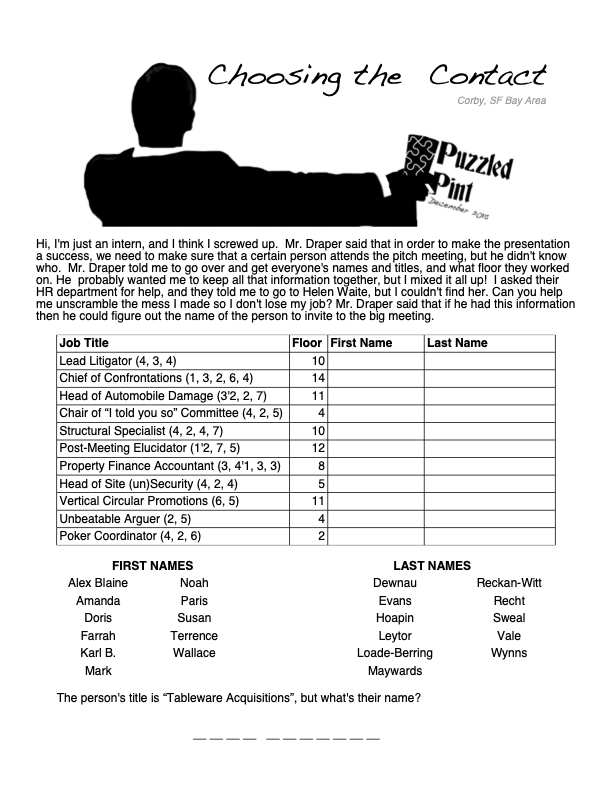 Choosing the Contact
Corby, SF Bay Area
Puzzled
Pint
December 2015
Hi, I'm just an intern, and I think I screwed up. Mr. Draper said that in order to make the presentation
a success, we need to make sure that a certain person attends the pitch meeting, but he didn't know
who. Mr. Draper told me to go over and get everyone's names and titles, and what floor they worked
on. He probably wanted me to keep all that information together, but I mixed it all up! I asked their
HR department for help, and they told me to go to Helen Waite, but I couldn't find her. Can you help
me unscramble the mess I made so I don't lose my job? Mr. Draper said that if he had this information
then he could figure out the name of the person to invite to the big meeting.
Job Title Floor First Name Last Name
Lead Litigator (4, 3, 4) 10
Chief of Confrontations (1, 3, 2, 6, 4) 14
Head of Automobile Damage (3'2, 2, 7) 11
Chair of “I told you so” Committee (4, 2, 5) 4
Structural Specialist (4, 2, 4, 7) 10
Post-Meeting Elucidator (1'2, 7, 5) 12
Property Finance Accountant (3, 4'1, 3, 3) 8
Head of Site (un)Security (4, 2, 4) 5
Vertical Circular Promotions (6, 5) 11
Unbeatable Arguer (2, 5) 4
Poker Coordinator (4, 2, 6) 2
FIRST NAMES LAST NAMES
Alex Blaine Noah Dewnau Reckan-Witt
Amanda Paris Evans Recht
Doris Susan Hoapin Sweal
Farrah Terrence Leytor Vale
Karl B. Wallace Loade-Berring Wynns
Mark Maywards
The person's title is “Tableware Acquisitions”, but what's their name?